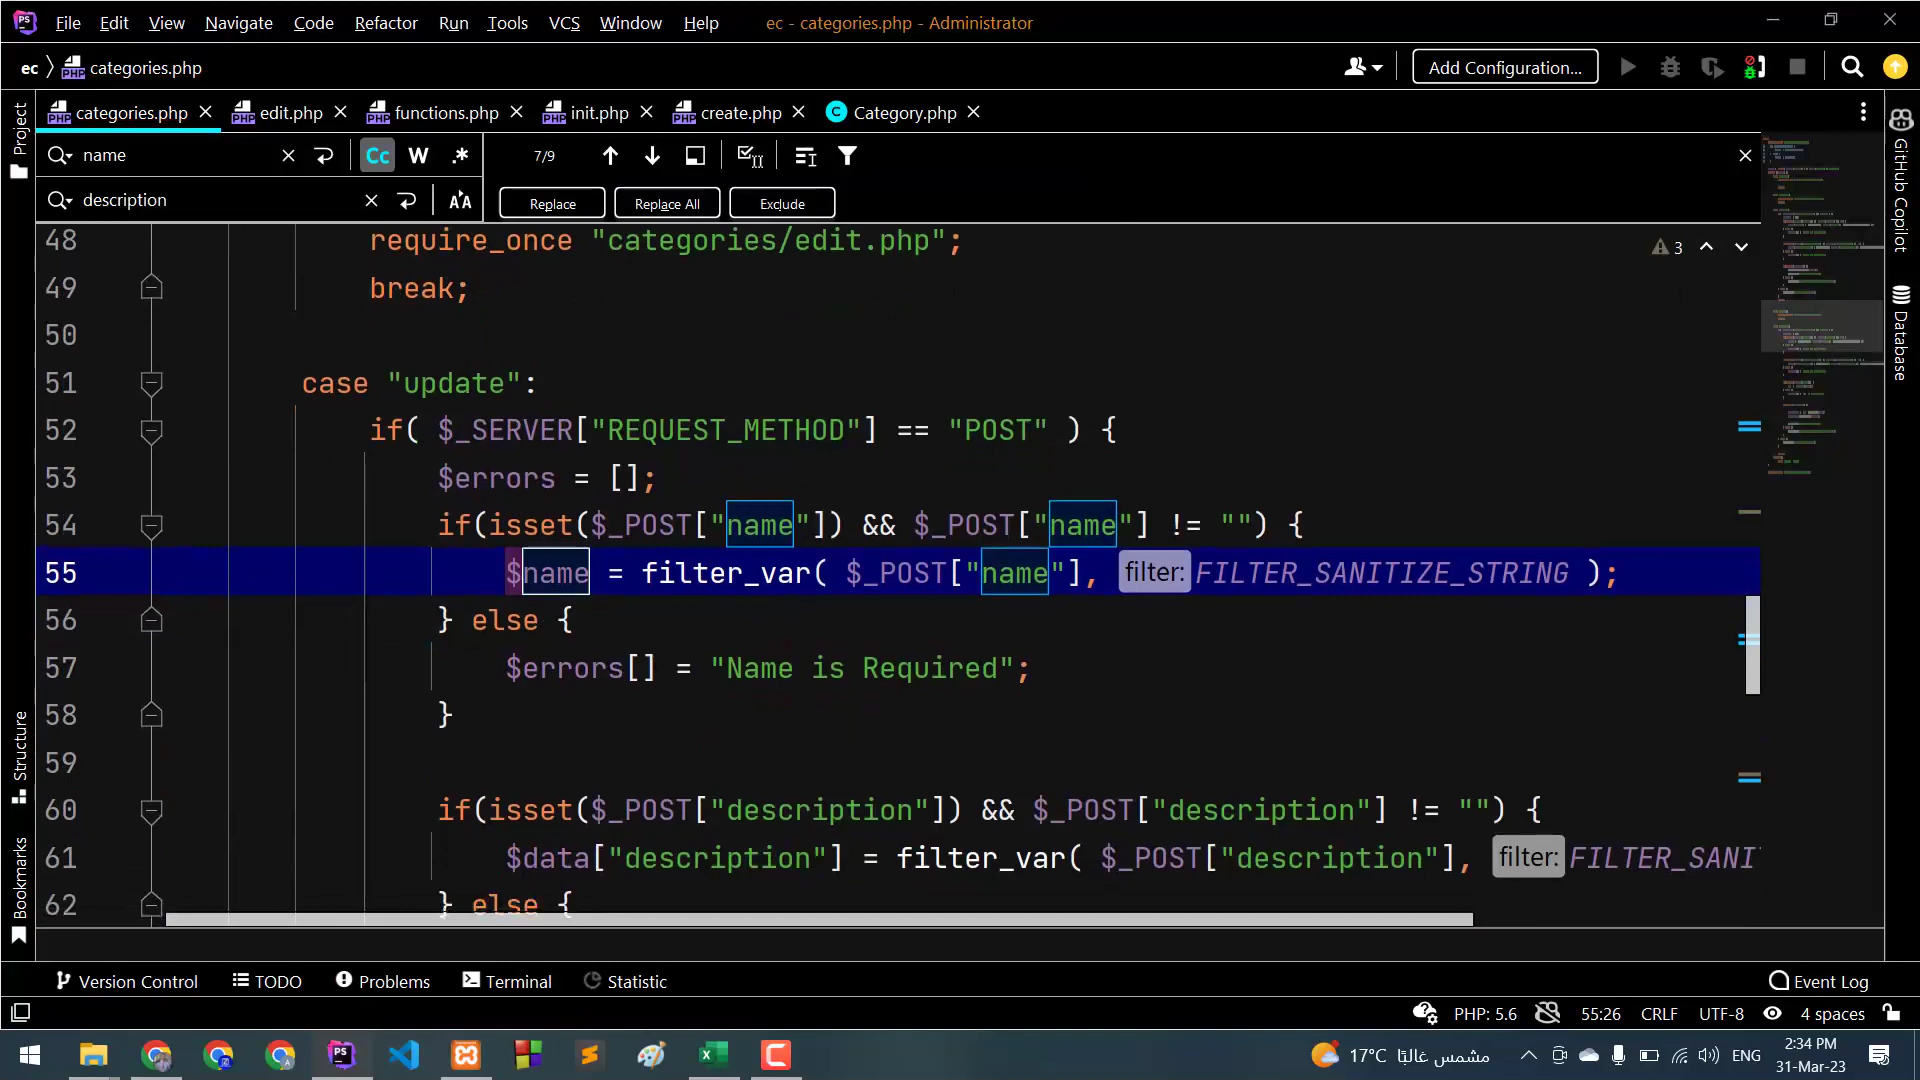 File Edit View Navigate Code Refactor Run Tools VCS Window Help ec - categories.php - Administrator
ec categories.php Add Configuration...
categories.php edit.php functions.php init.php create.php Category.php
name Cc W .* 7/9
description Replace Replace All Exclude
48 require_once "categories/edit.php";
3
49 break;
50
51 case "update":
52 if( $_SERVER["REQUEST_METHOD"] == "POST" ) {
53 $errors = [];
54 if(isset($_POST["name"]) && $_POST["name"] != "") {
55 $name = filter_var( $_POST["name"], filter: FILTER_SANITIZE_STRING );
56 } else {
57 $errors[] = "Name is Required";
58 }
59
60 if(isset($_POST["description"]) && $_POST["description"] != "") {
61 $data["description"] = filter_var( $_POST["description"], filter: FILTER_SANI
62 } else {
Project
Structure
Bookmarks
GitHub Copilot
Database
Version Control TODO Problems Terminal Statistic Event Log
PHP: 5.6 55:26 CRLF UTF-8 4 spaces
17°C مشمس غالبًا ENG 2:34 PM
31-Mar-23